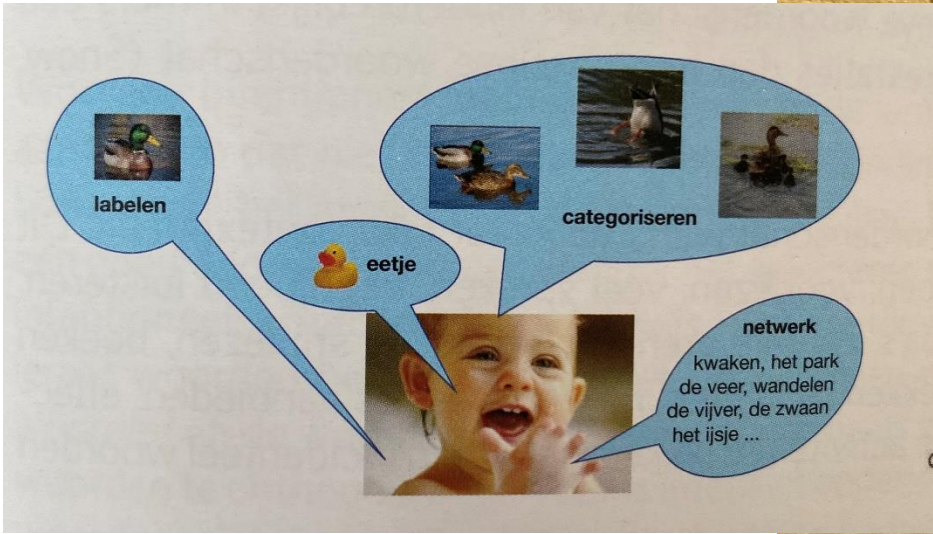 labelen
eetje
categoriseren
netwerk
kwaken, het park
de veer, wandelen
de vijver, de zwaan
het ijsje ...